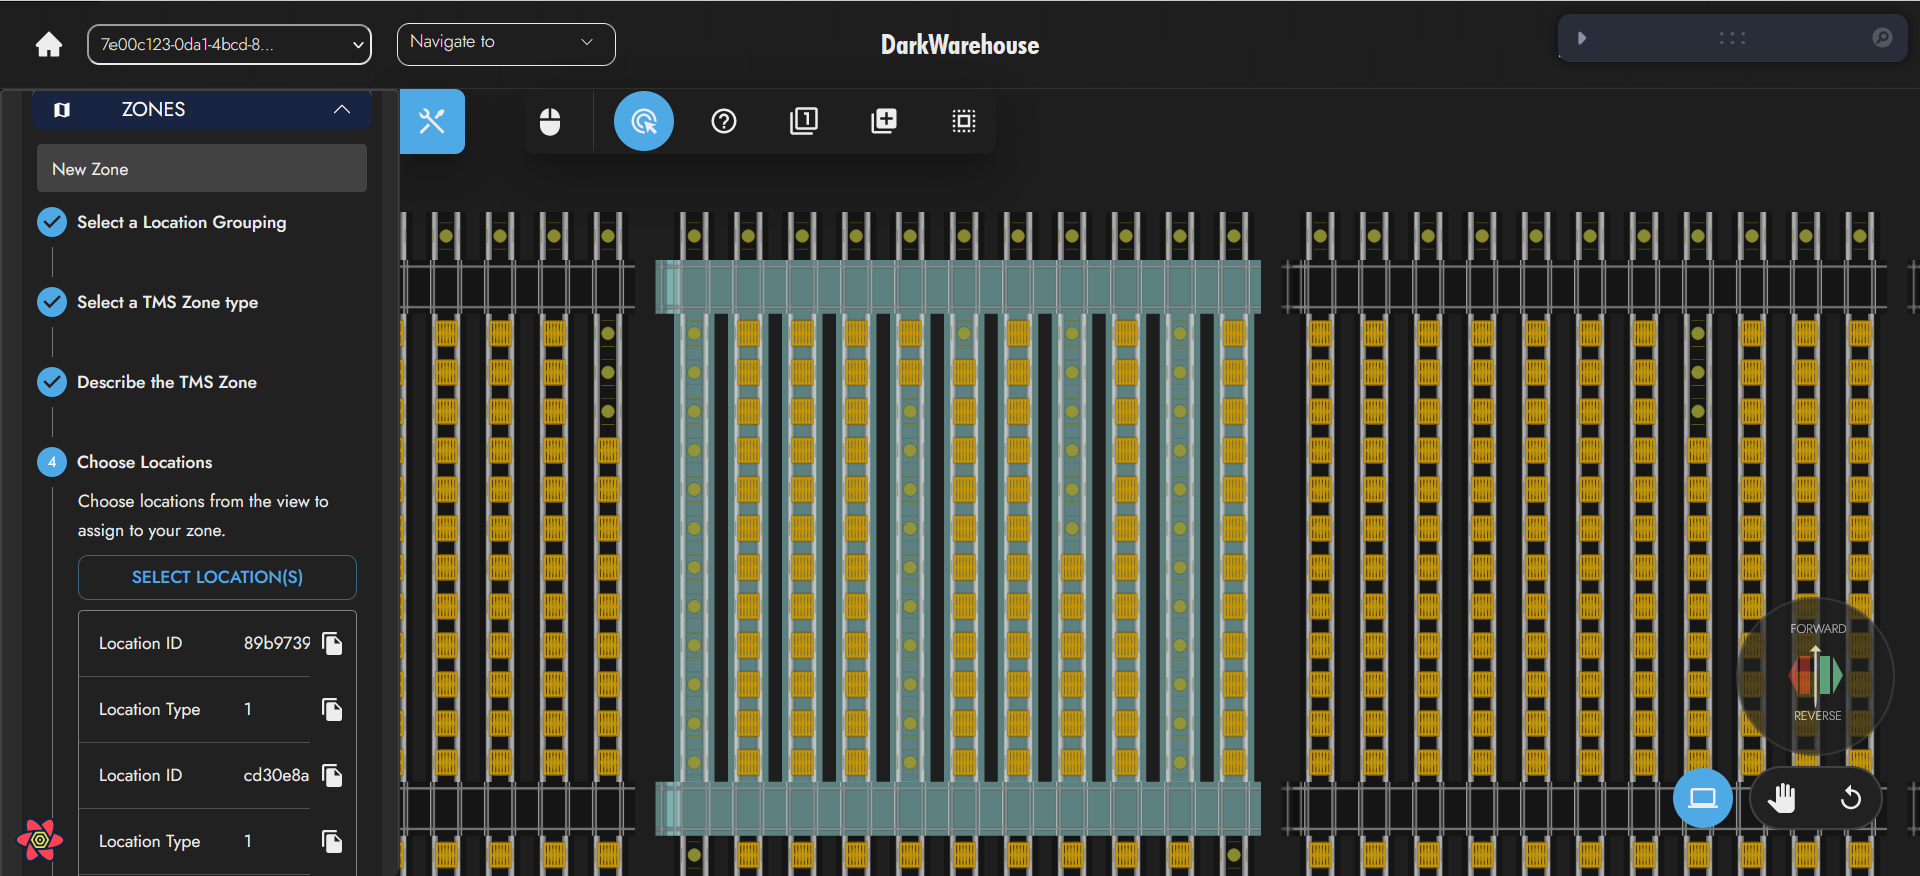 7e00c123-0da1-4bcd-8...
Navigate to
DarkWarehouse
ZONES
New Zone
Select a Location Grouping
Select a TMS Zone type
Describe the TMS Zone
4
Choose Locations
Choose locations from the view to
assign to your zone.
SELECT LOCATION(S)
Location ID 89b9739
Location Type 1
Location ID cd30e8a
Location Type 1
1
FORWARD
REVERSE